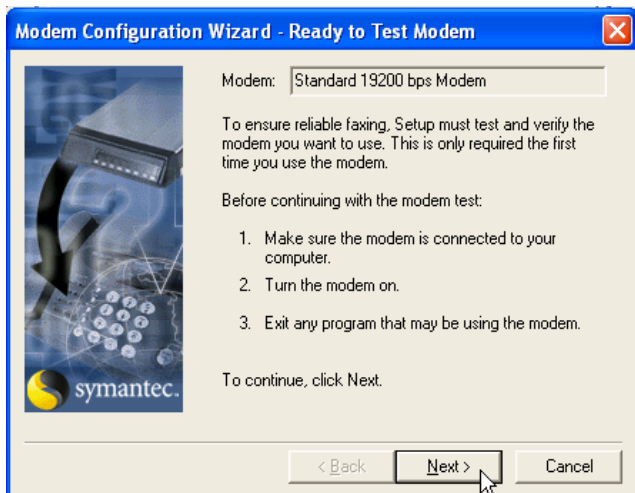 Modem Configuration Wizard - Ready to Test Modem
Modem: Standard 19200 bps Modem
To ensure reliable faxing, Setup must test and verify the
modem you want to use. This is only required the first
time you use the modem.
Before continuing with the modem test:
1. Make sure the modem is connected to your
computer.
2. Turn the modem on.
3. Exit any program that may be using the modem.
To continue, click Next.
symantec.
< Back Next > Cancel